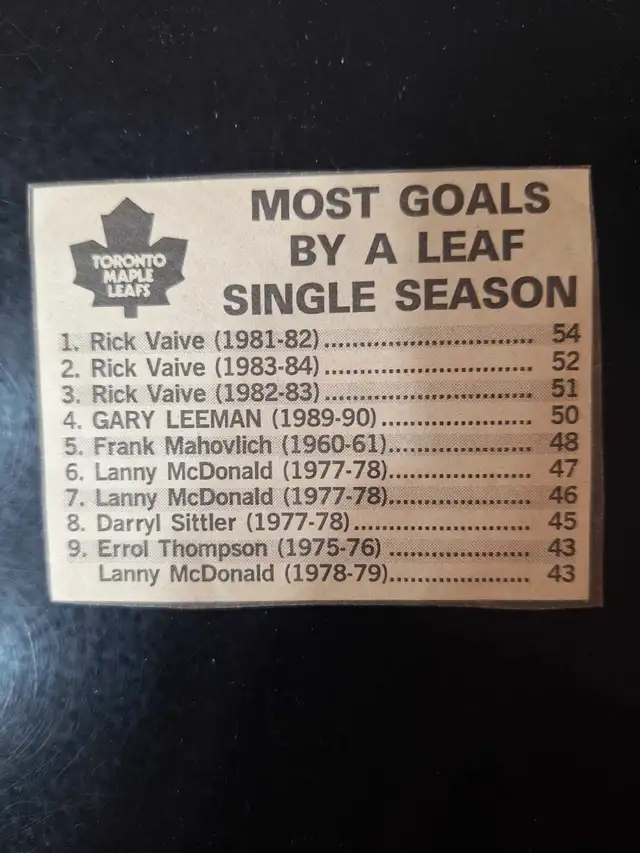 TORONTO
MAPLE
LEAFS
MOST GOALS
BY A LEAF
SINGLE SEASON
1. Rick Vaive (1981-82)................................ 54
2. Rick Vaive (1983-84)................................ 52
3. Rick Vaive (1982-83)................................ 51
4. GARY LEEMAN (1989-90)....................... 50
5. Frank Mahovlich (1960-61)...................... 48
6. Lanny McDonald (1977-78)...................... 47
7. Lanny McDonald (1977-78)...................... 46
8. Darryl Sittler (1977-78)........................... 45
9. Errol Thompson (1975-76) ...................... 43
Lanny McDonald (1978-79)...................... 43